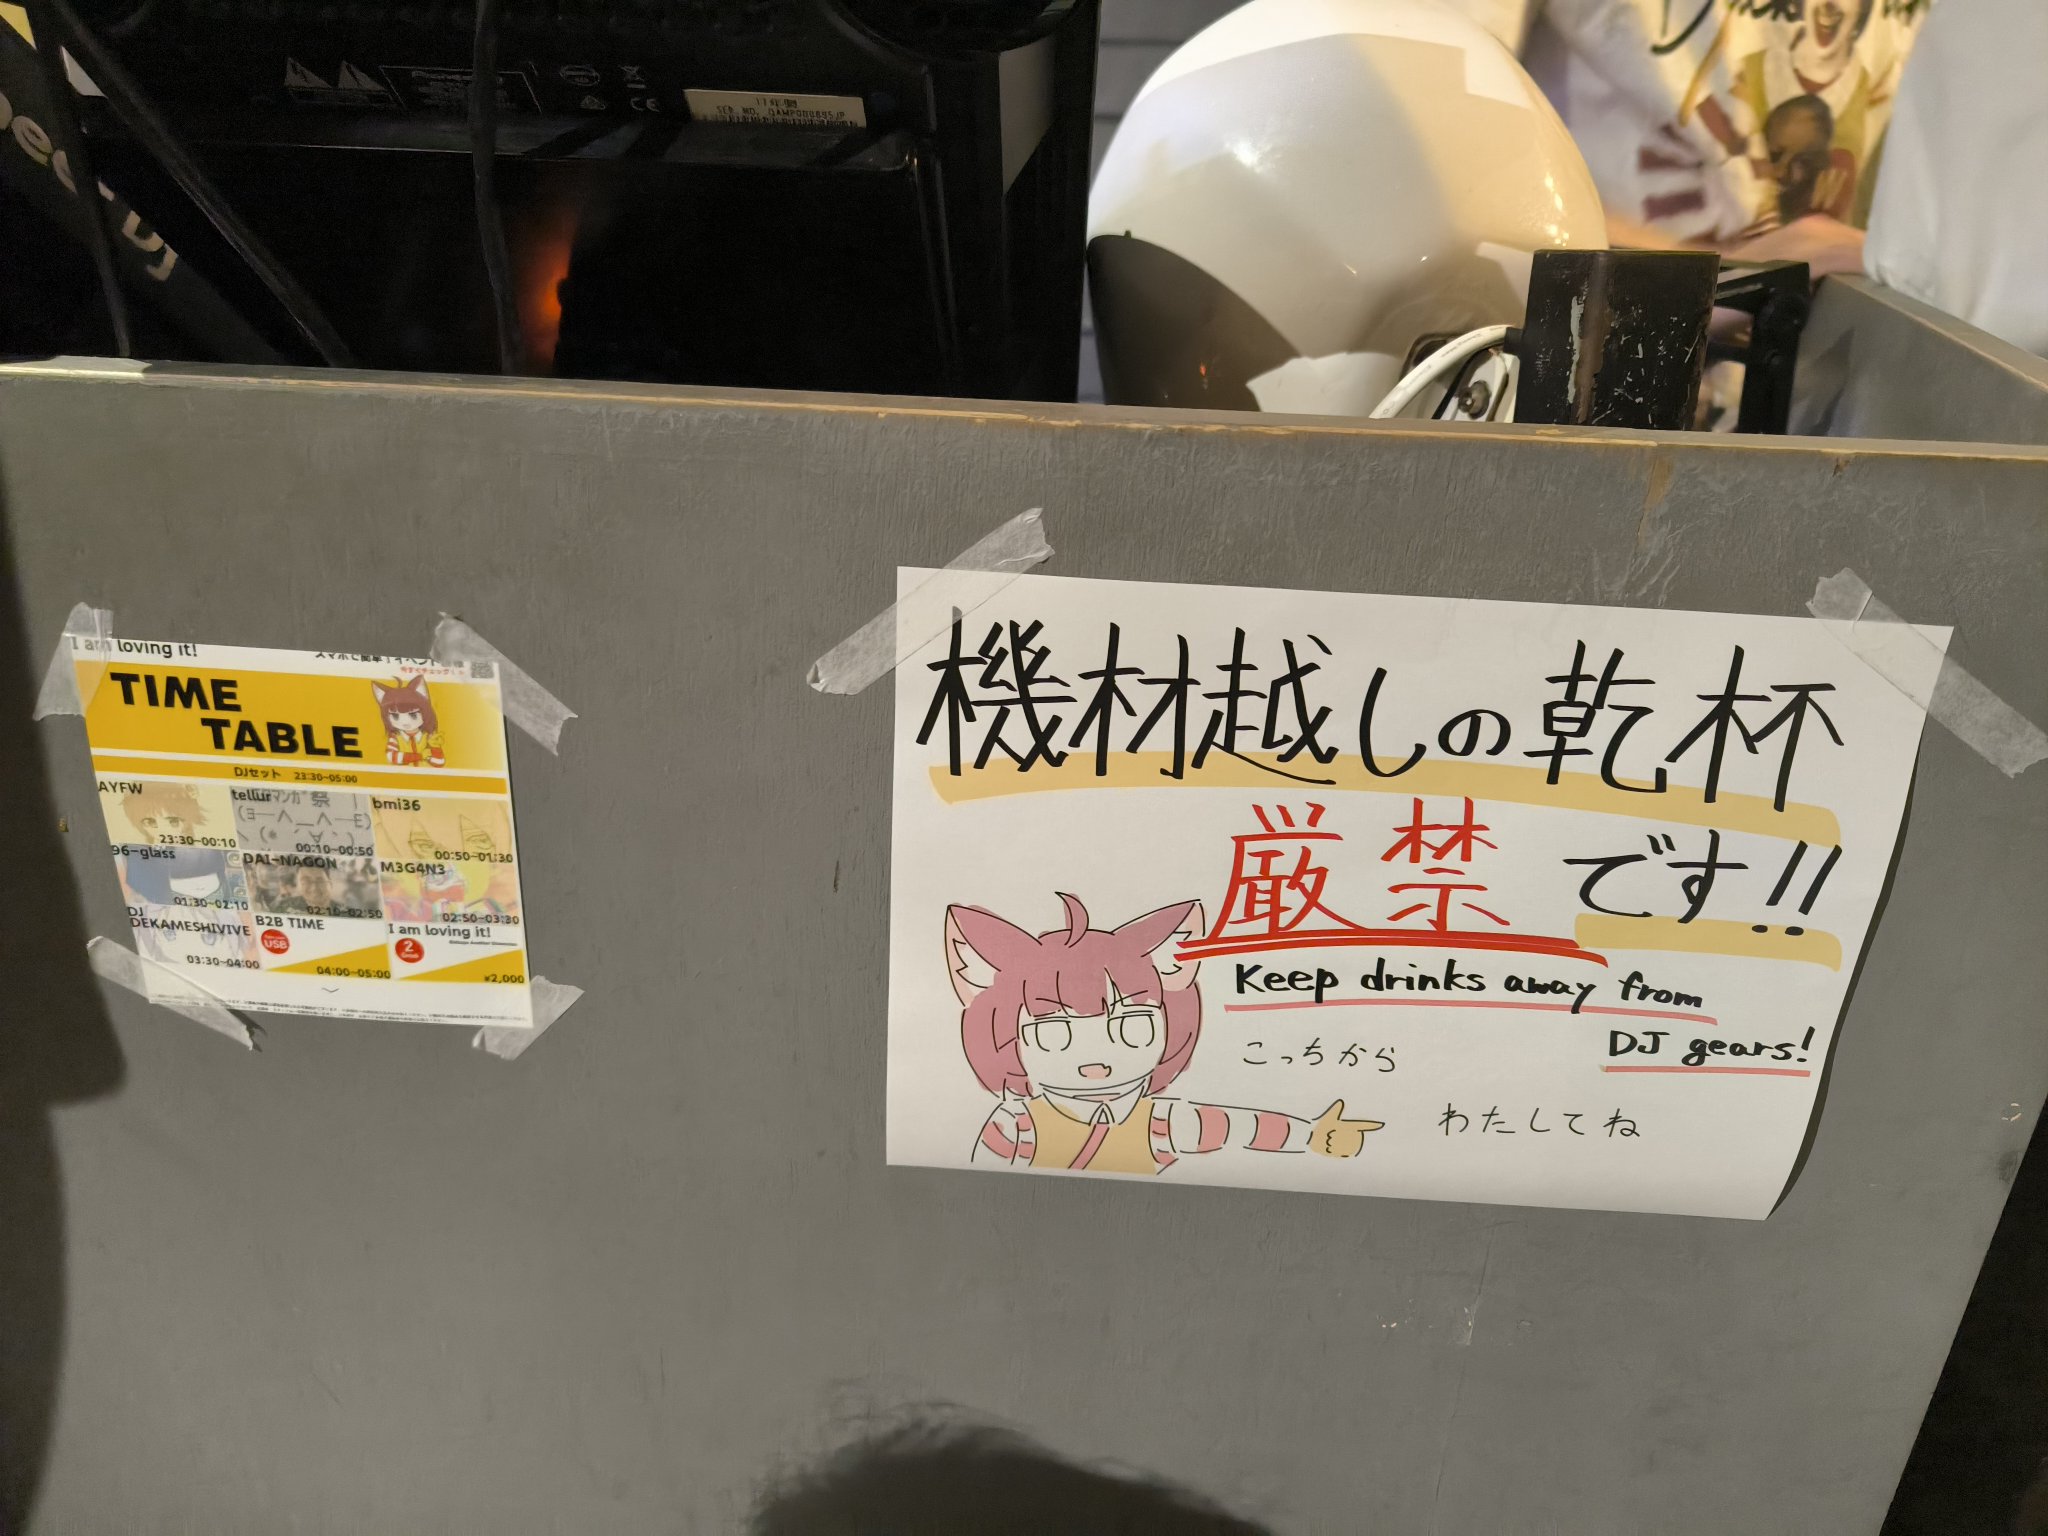 I am loving it!
TIME
TABLE
DJセット 23:30~05:00
AYFW
23:30~00:10
tellur
00:10~00:50
bmi36
00:50~01:30
96-glass
01:30~02:10
DAI-NAGON
02:10~02:50
M3G4N3
02:50~03:30
DJ
DEKAMESHIVIVE
03:30~04:00
B2B TIME
USB
04:00~05:00
I am loving it!
2
¥2,000
機材越しの乾杯
厳禁です!!
Keep drinks away from
DJ gears!
こっちから
わたしてね